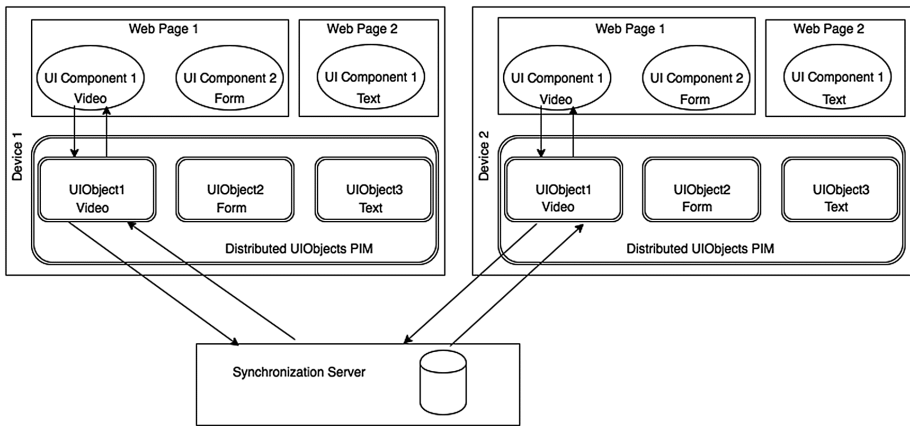 Web Page 1
Web Page 2
UI Component 1
Video
UI Component 2
Form
UI Component 1
Text
Device 1
UIObject1
Video
UIObject2
Form
UIObject3
Text
Distributed UIObjects PIM
Web Page 1
Web Page 2
UI Component 1
Video
UI Component 2
Form
UI Component 1
Text
Device 2
UIObject1
Video
UIObject2
Form
UIObject3
Text
Distributed UIObjects PIM
Synchronization Server